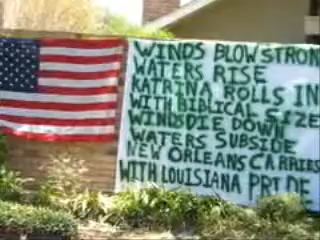 WINDS BLOW STRON
WATERS RISE
KATRINA ROLLS IN
WITH BIBLICAL SIZE
WINDS DIE DOWN
WATERS SUBSIDE
NEW ORLEANS CARRIES
WITH LOUISIANA PRIDE